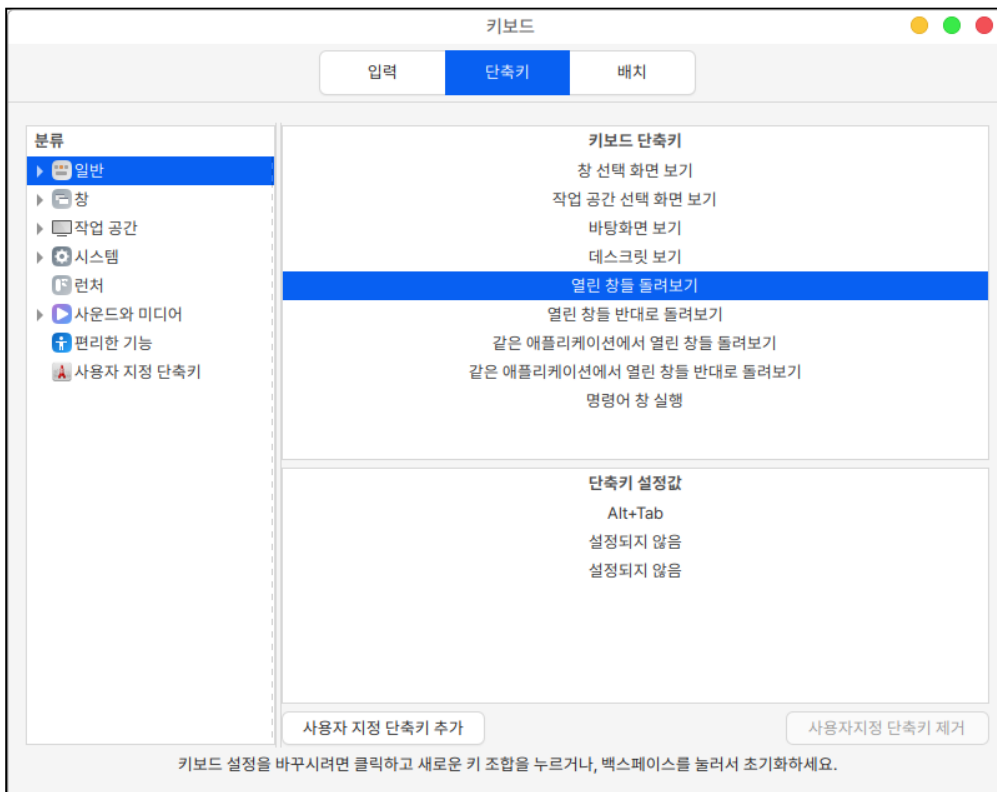 키보드
입력
단축키
배치
분류
일반
창
작업 공간
시스템
런처
사운드와 미디어
편리한 기능
사용자 지정 단축키
키보드 단축키
창 선택 화면 보기
작업 공간 선택 화면 보기
바탕화면 보기
데스크릿 보기
열린 창들 돌려보기
열린 창들 반대로 돌려보기
같은 애플리케이션에서 열린 창들 돌려보기
같은 애플리케이션에서 열린 창들 반대로 돌려보기
명령어 창 실행
단축키 설정값
Alt+Tab
설정되지 않음
설정되지 않음
사용자 지정 단축키 추가
사용자지정 단축키 제거
키보드 설정을 바꾸시려면 클릭하고 새로운 키 조합을 누르거나, 백스페이스를 눌러서 초기화하세요.